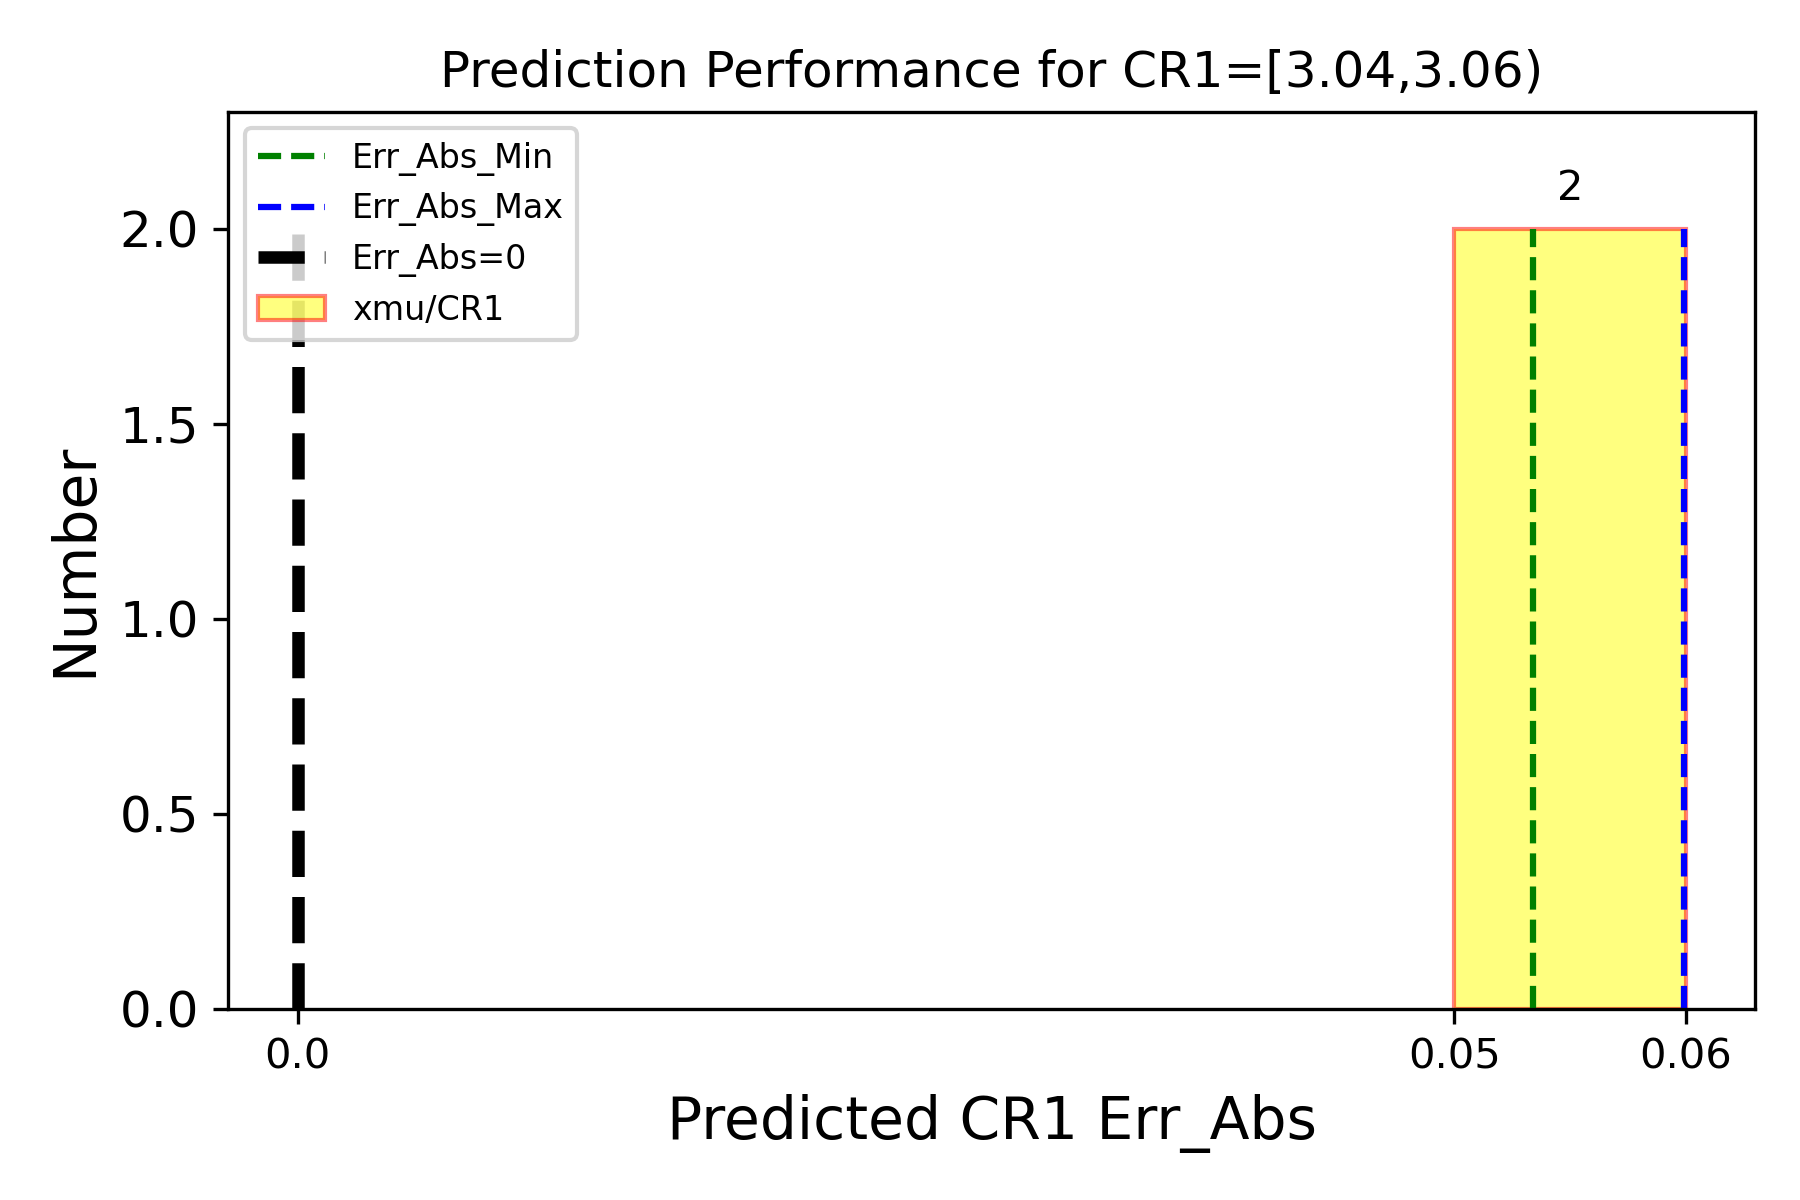 Prediction Performance for CR1=[3.04,3.06)
Err_Abs_Min
Err_Abs_Max
Err_Abs=0
xmu/CR1
2
2.0
1.5
1.0
0.5
0.0
Number
0.0 0.05 0.06
Predicted CR1 Err_Abs